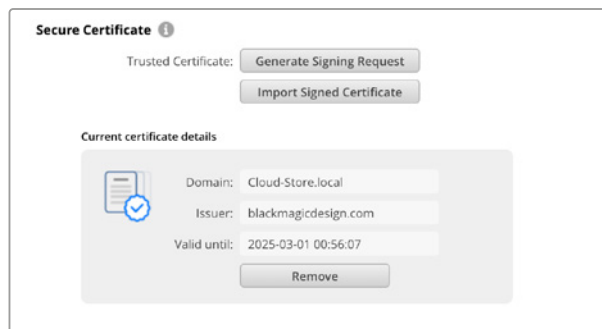 Secure Certificate
Trusted Certificate: Generate Signing Request
Import Signed Certificate
Current certificate details
Domain: Cloud-Store.local
Issuer: blackmagicdesign.com
Valid until: 2025-03-01 00:56:07
Remove